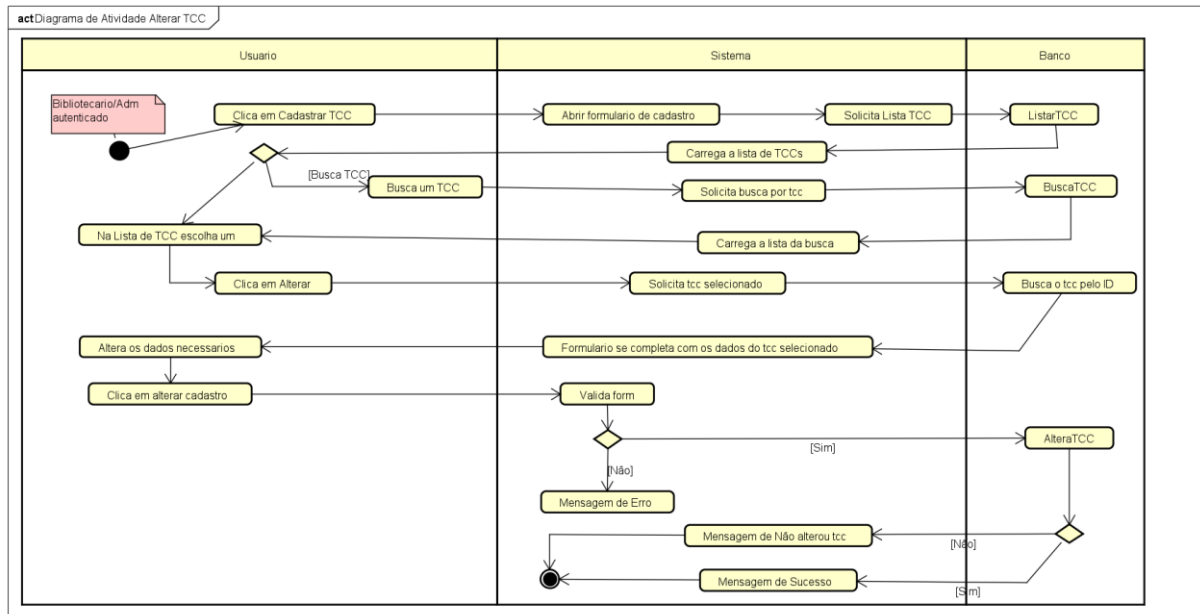 act Diagrama de Atividade Alterar TCC
Usuario
Sistema
Banco
Bibliotecario/Adm
autenticado
Clica em Cadastrar TCC
Abrir formulario de cadastro
Solicita Lista TCC
ListarTCC
Carrega a lista de TCCs
[Busca TCC]
Busca um TCC
Solicita busca por tcc
BuscaTCC
Na Lista de TCC escolha um
Carrega a lista da busca
Clica em Alterar
Solicita tcc selecionado
Busca o tcc pelo ID
Altera os dados necessarios
Formulario se completa com os dados do tcc selecionado
Clica em alterar cadastro
Valida form
[Sim]
AlteraTCC
[Não]
Mensagem de Erro
Mensagem de Não alterou tcc
[Não]
Mensagem de Sucesso
[Sim]